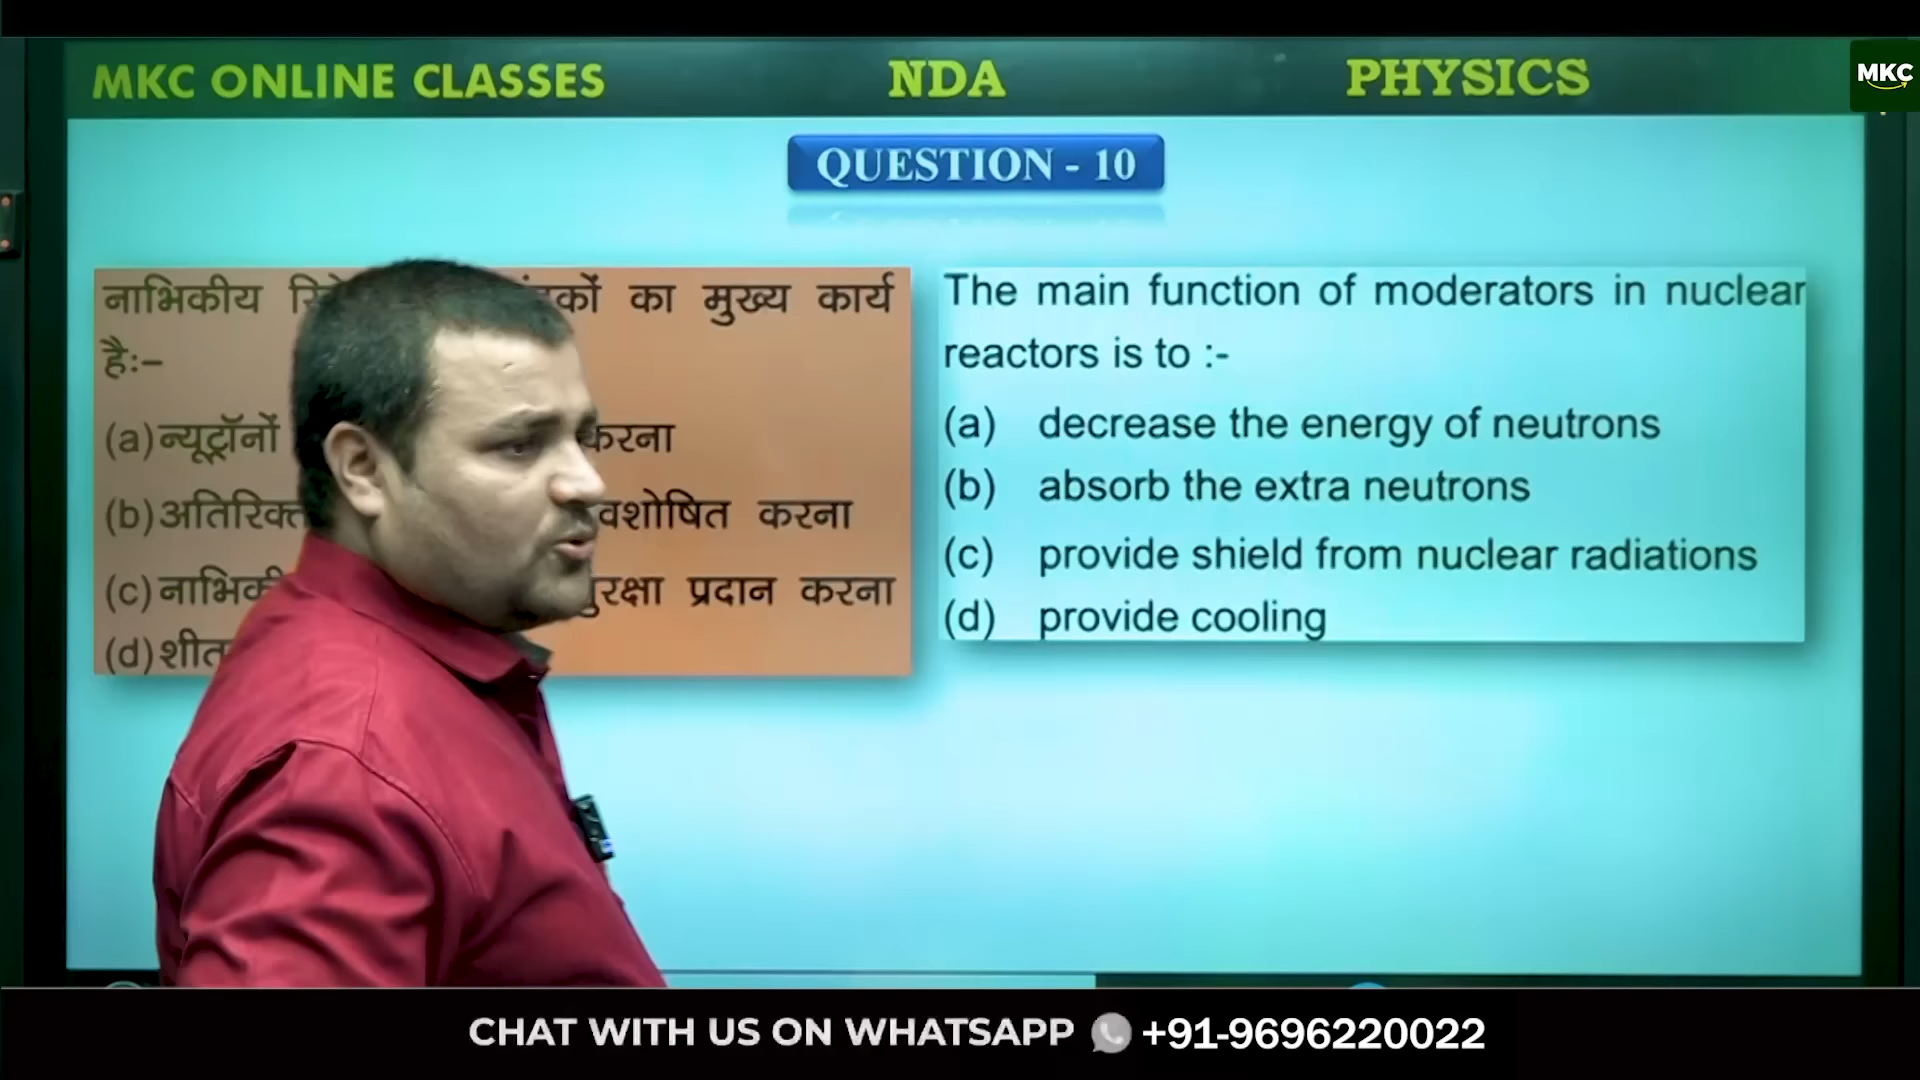 MKC ONLINE CLASSES NDA PHYSICS
MKC
QUESTION - 10
नाभिकीय का मुख्य कार्य
है:–
(a) न्यूट्रॉनों करना
(b) अतिरिक्त करना
(c) प्रदान करना
(d)
The main function of moderators in nuclear
reactors is to :-
(a) decrease the energy of neutrons
(b) absorb the extra neutrons
(c) provide shield from nuclear radiations
(d) provide cooling
CHAT WITH US ON WHATSAPP +91-9696220022